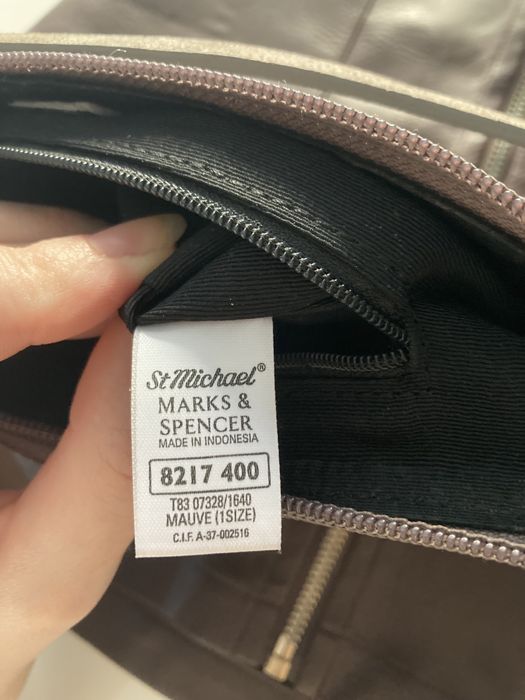 St Michael®
MARKS &
SPENCER
MADE IN INDONESIA
8217 400
T83 07328/1640
MAUVE (1SIZE)
C.I.F. A-37-002516